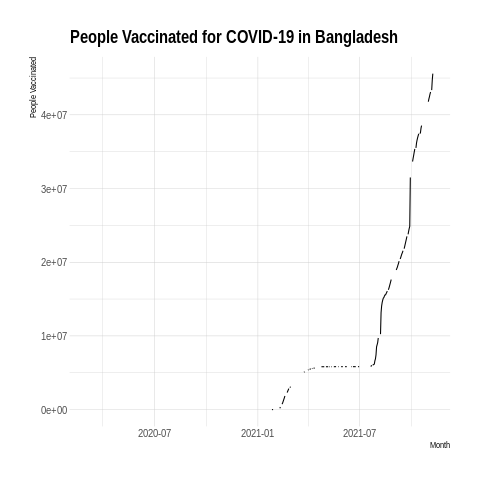 People Vaccinated for COVID-19 in Bangladesh
People Vaccinated
4e+07
3e+07
2e+07
1e+07
0e+00
2020-07
2021-01
2021-07
Month